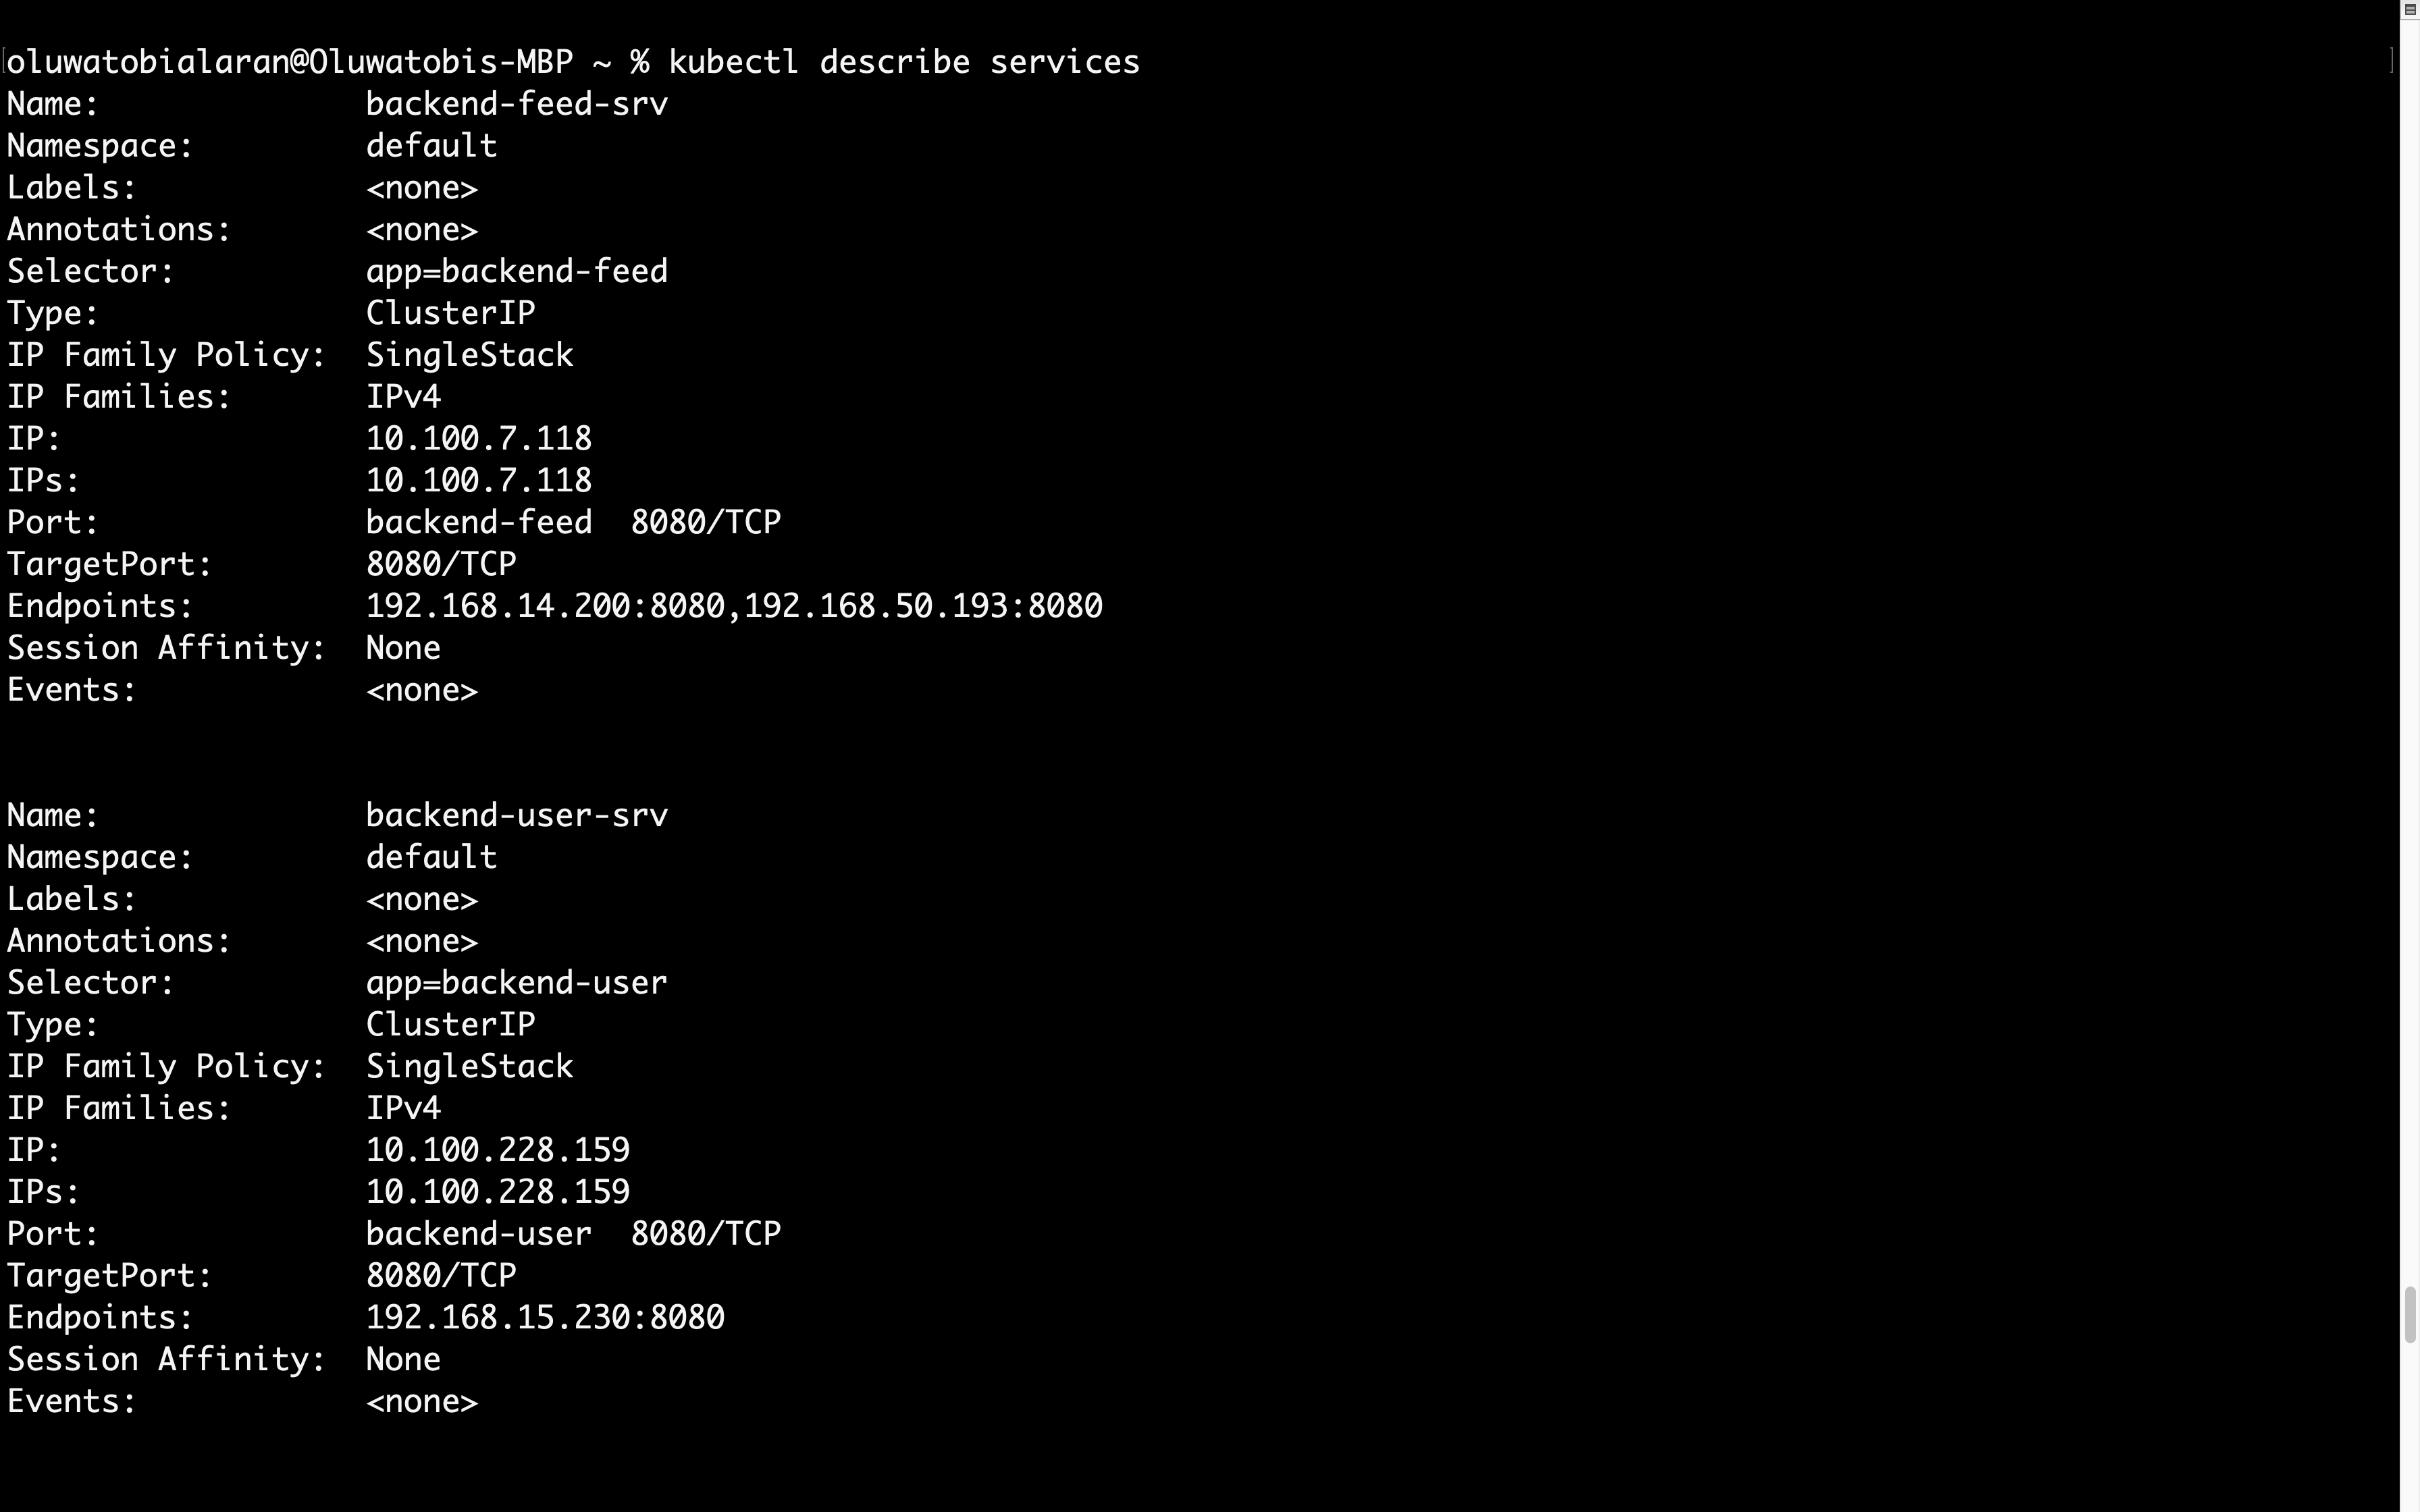 oluwatobialaran@Oluwatobis-MBP ~ % kubectl describe services
Name:              backend-feed-srv
Namespace:         default
Labels:            <none>
Annotations:       <none>
Selector:          app=backend-feed
Type:              ClusterIP
IP Family Policy:  SingleStack
IP Families:       IPv4
IP:                10.100.7.118
IPs:               10.100.7.118
Port:              backend-feed  8080/TCP
TargetPort:        8080/TCP
Endpoints:         192.168.14.200:8080,192.168.50.193:8080
Session Affinity:  None
Events:            <none>
Name:              backend-user-srv
Namespace:         default
Labels:            <none>
Annotations:       <none>
Selector:          app=backend-user
Type:              ClusterIP
IP Family Policy:  SingleStack
IP Families:       IPv4
IP:                10.100.228.159
IPs:               10.100.228.159
Port:              backend-user  8080/TCP
TargetPort:        8080/TCP
Endpoints:         192.168.15.230:8080
Session Affinity:  None
Events:            <none>